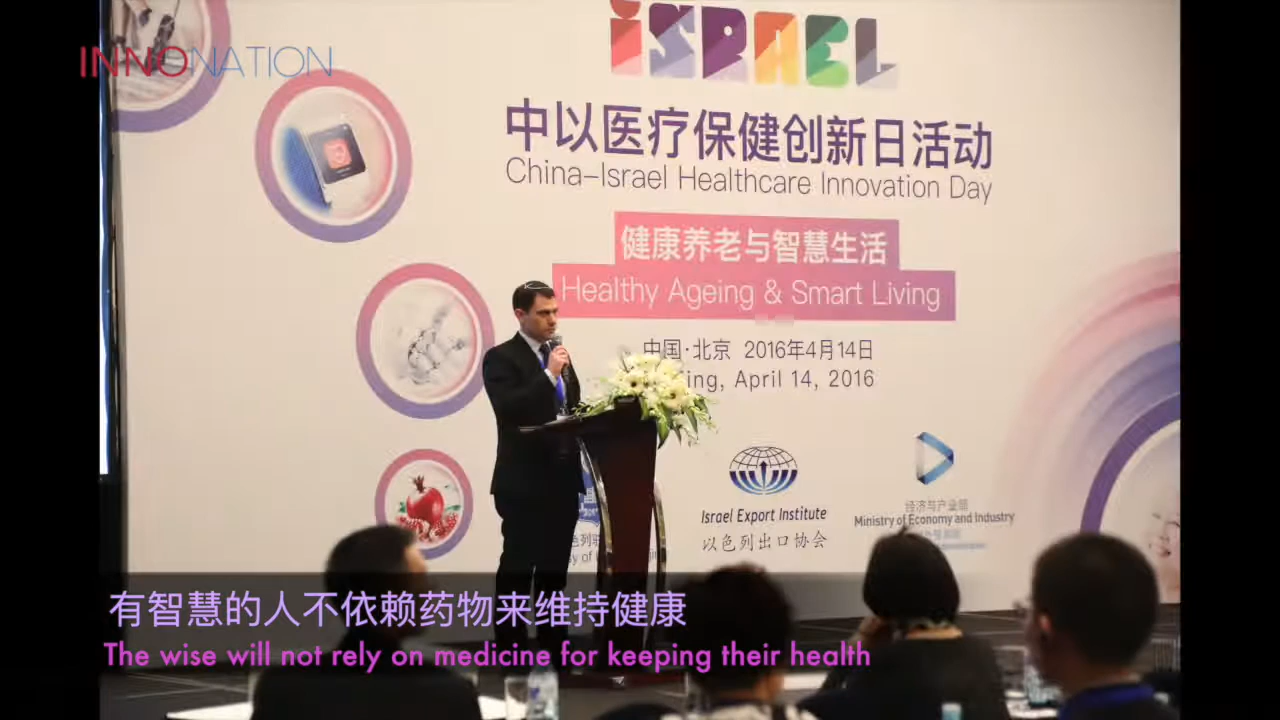 INNONATION
iSRAEL
中以医疗保健创新日活动
China–Israel Healthcare Innovation Day
健康养老与智慧生活
Healthy Ageing & Smart Living
中国·北京 2016年4月14日
ing, April 14, 2016
Israel Export Institute
以色列出口协会
经济与产业部
Ministry of Economy and Industry
有智慧的人不依赖药物来维持健康
The wise will not rely on medicine for keeping their health